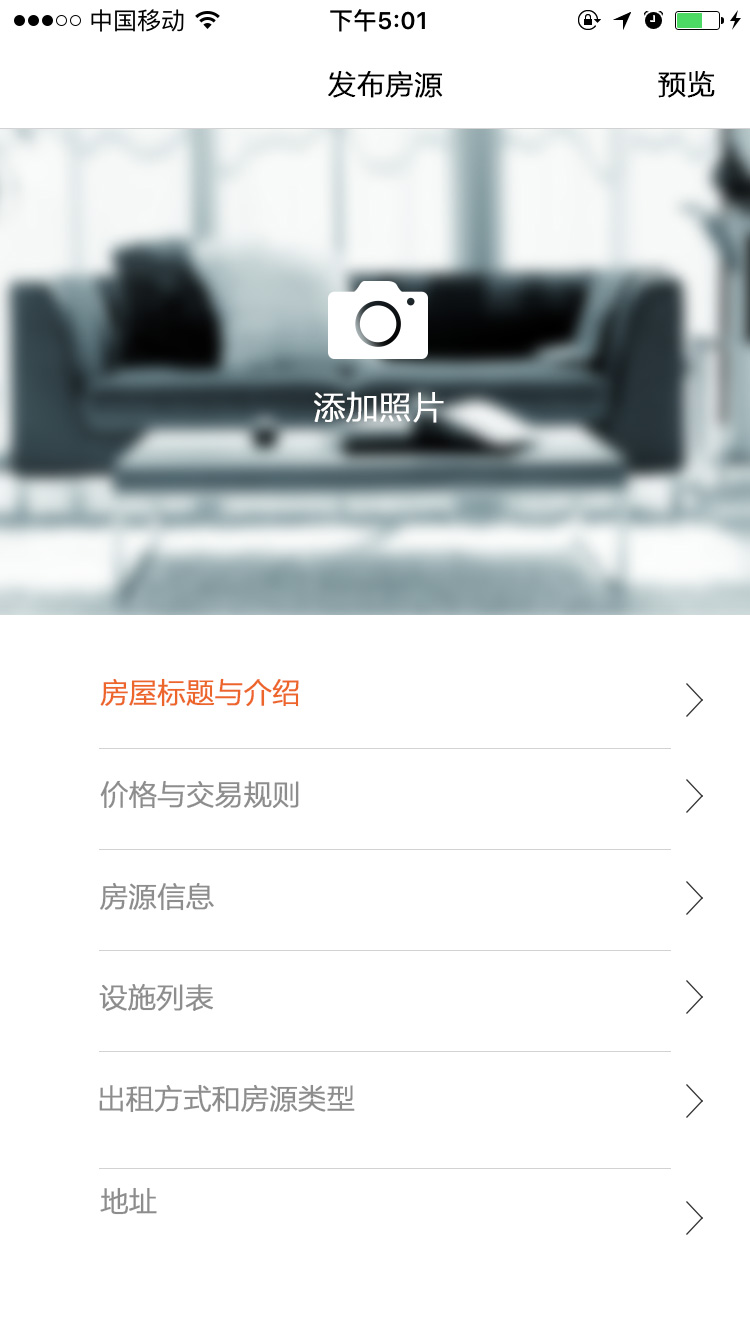 中国移动 下午5:01
发布房源 预览
添加照片
房屋标题与介绍
价格与交易规则
房源信息
设施列表
出租方式和房源类型
地址